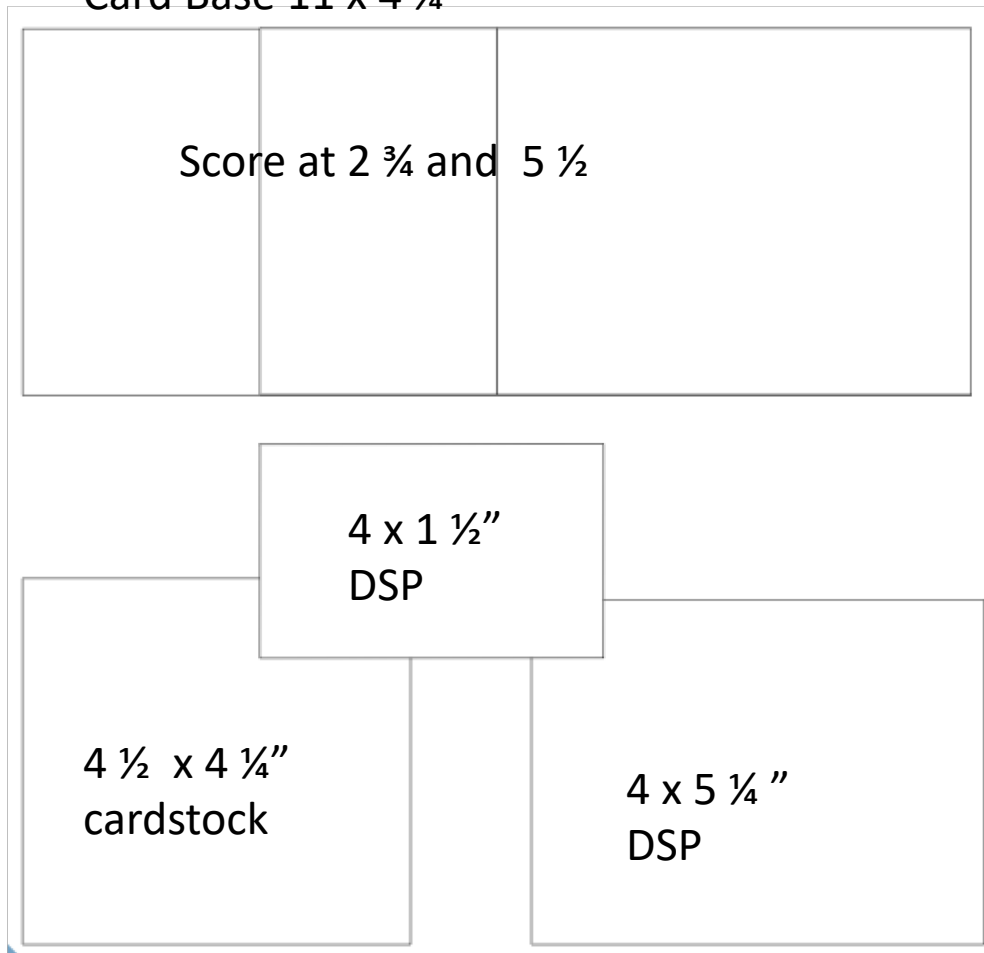 Card Base 11 x 4 ¼
Score at 2 ¾ and 5 ½
4 x 1 ½”
DSP
4 ½ x 4 ¼”
cardstock
4 x 5 ¼ ”
DSP